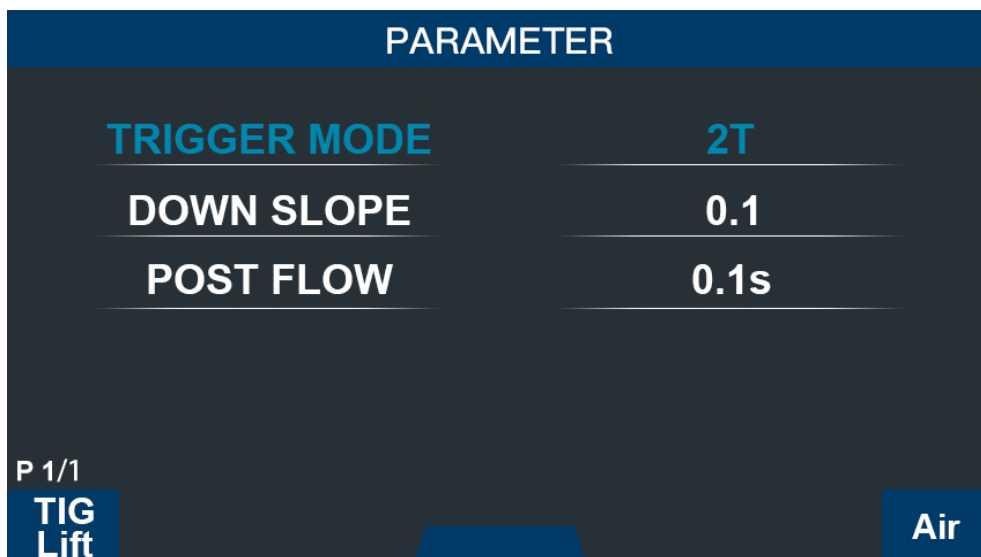 PARAMETER
TRIGGER MODE 2T
DOWN SLOPE 0.1
POST FLOW 0.1s
P 1/1
TIG
Lift
Air